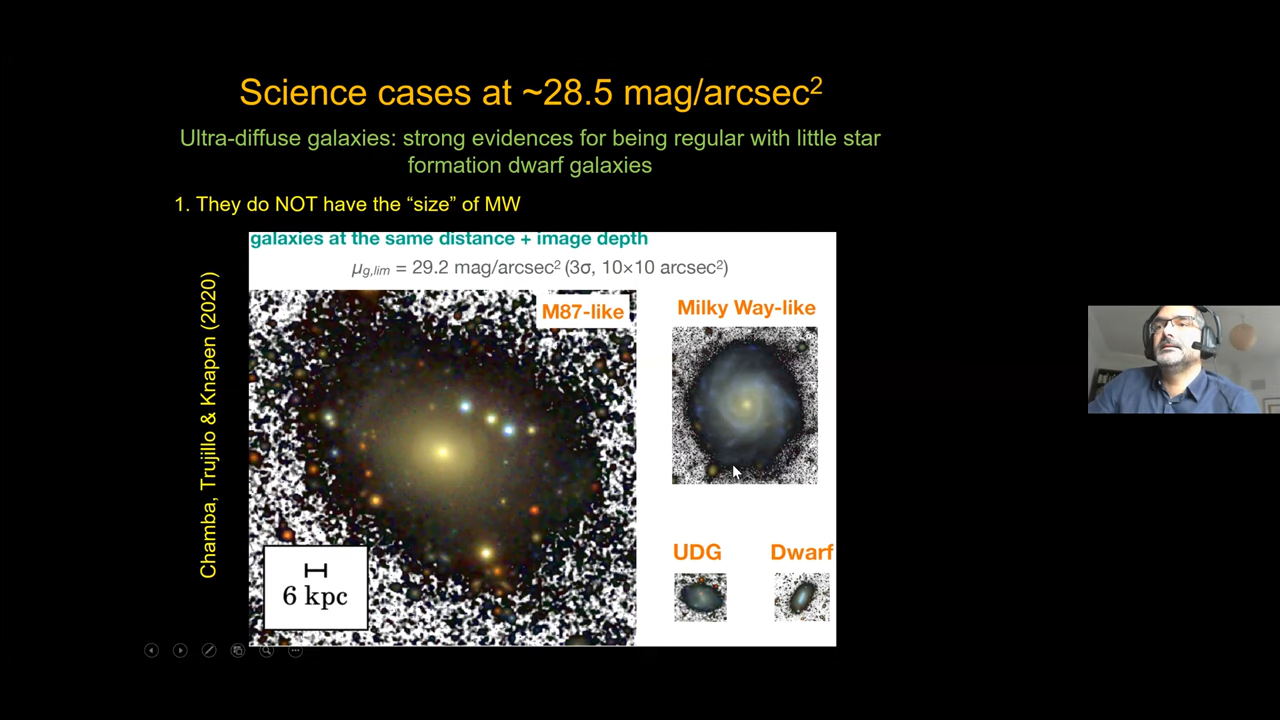 Science cases at ~28.5 mag/arcsec²
Ultra-diffuse galaxies: strong evidences for being regular with little star
formation dwarf galaxies
1. They do NOT have the “size” of MW
Chamba, Trujillo & Knapen (2020)
galaxies at the same distance + image depth
μg,lim = 29.2 mag/arcsec² (3σ, 10×10 arcsec²)
M87-like
Milky Way-like
UDG
Dwarf
6 kpc